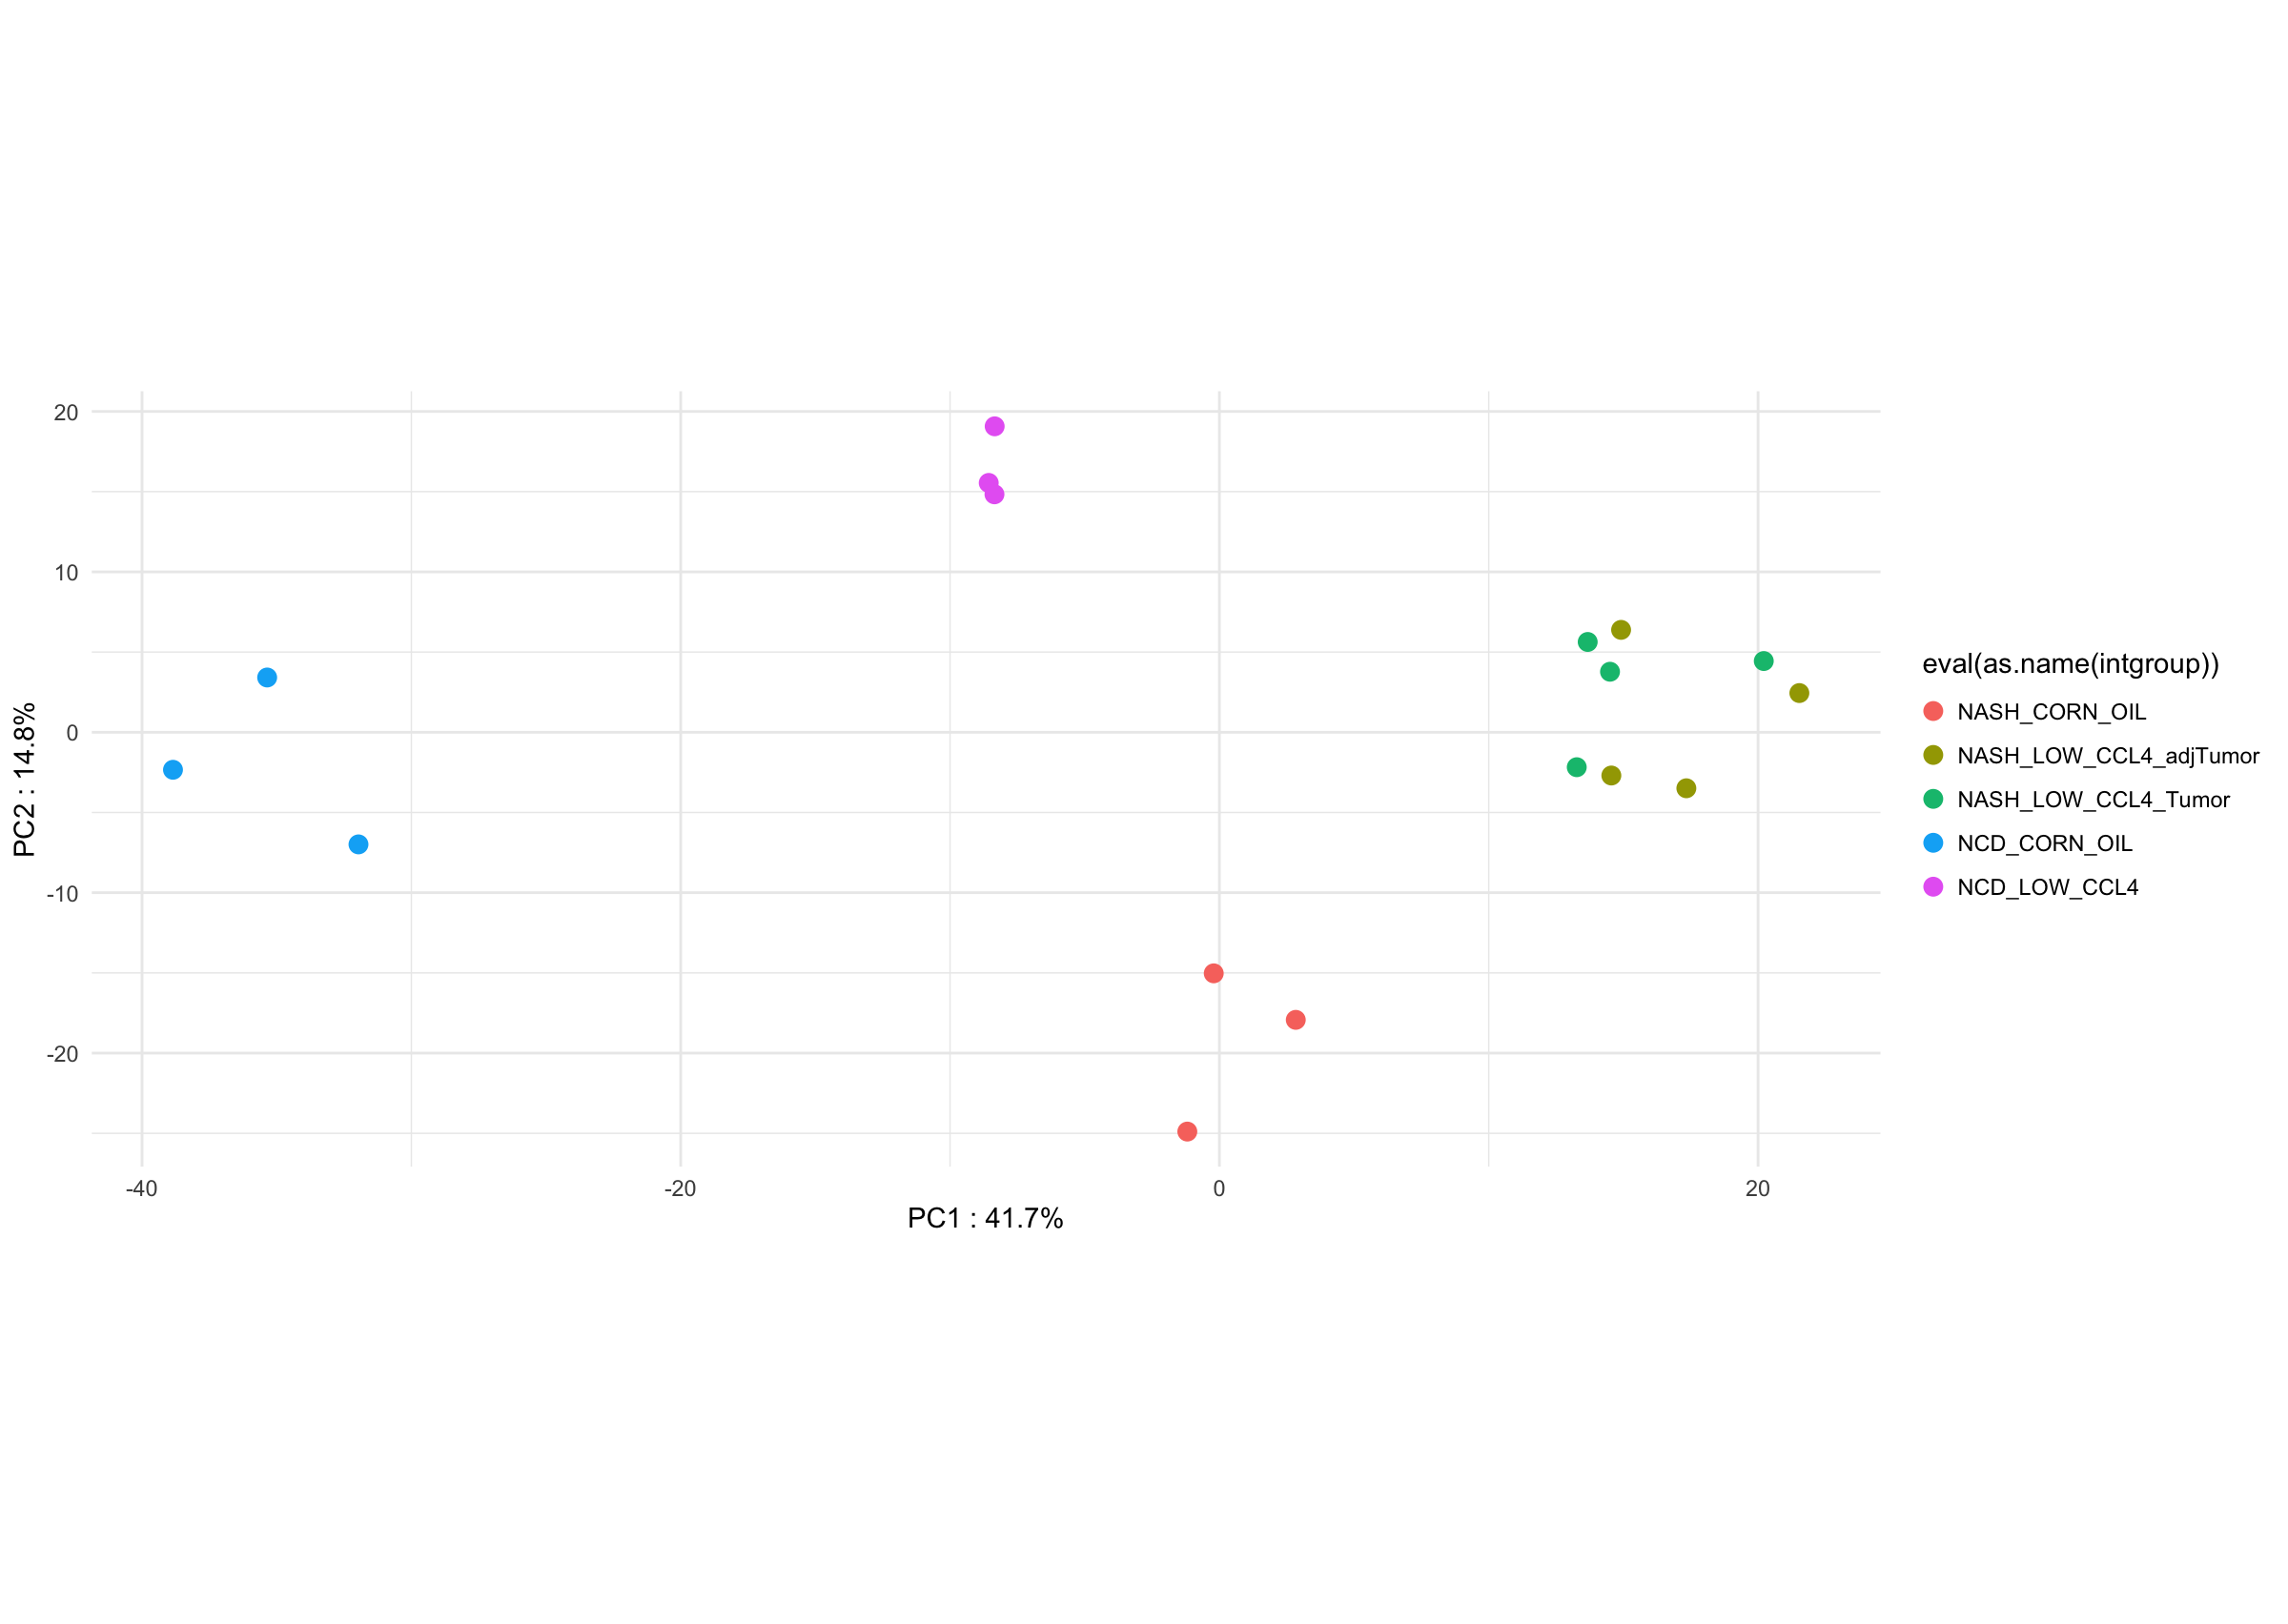 20
10
0
-10
-20
PC2 : 14.8%
-40
-20
0
20
PC1 : 41.7%
eval(as.name(intgroup))
NASH_CORN_OIL
NASH_LOW_CCL4_adjTumor
NASH_LOW_CCL4_Tumor
NCD_CORN_OIL
NCD_LOW_CCL4